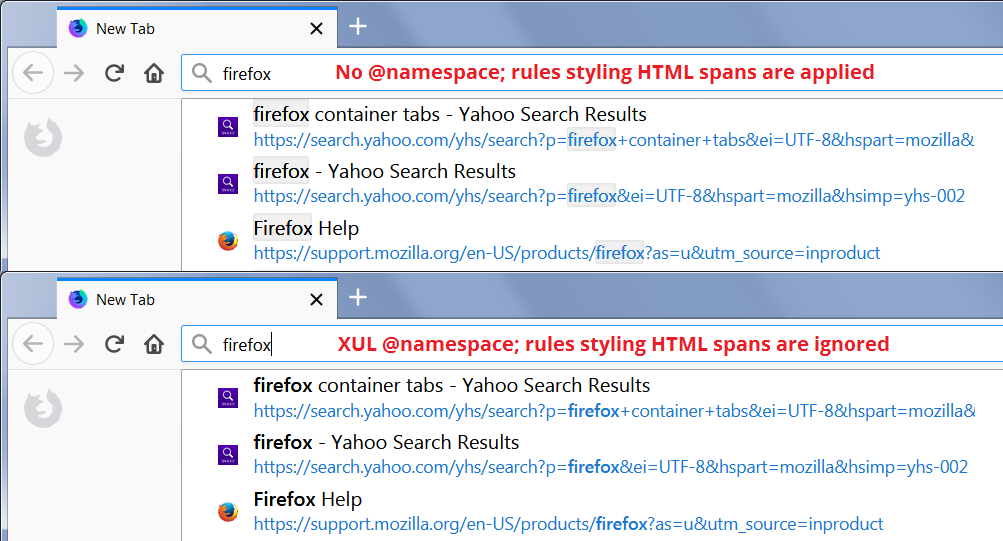 New Tab
firefox No @namespace; rules styling HTML spans are applied
firefox container tabs - Yahoo Search Results
https://search.yahoo.com/yhs/search?p=firefox+container+tabs&ei=UTF-8&hspart=mozilla&
firefox - Yahoo Search Results
https://search.yahoo.com/yhs/search?p=firefox&ei=UTF-8&hspart=mozilla&hsimp=yhs-002
Firefox Help
https://support.mozilla.org/en-US/products/firefox?as=u&utm_source=inproduct
New Tab
firefox XUL @namespace; rules styling HTML spans are ignored
firefox container tabs - Yahoo Search Results
https://search.yahoo.com/yhs/search?p=firefox+container+tabs&ei=UTF-8&hspart=mozilla&
firefox - Yahoo Search Results
https://search.yahoo.com/yhs/search?p=firefox&ei=UTF-8&hspart=mozilla&hsimp=yhs-002
Firefox Help
https://support.mozilla.org/en-US/products/firefox?as=u&utm_source=inproduct